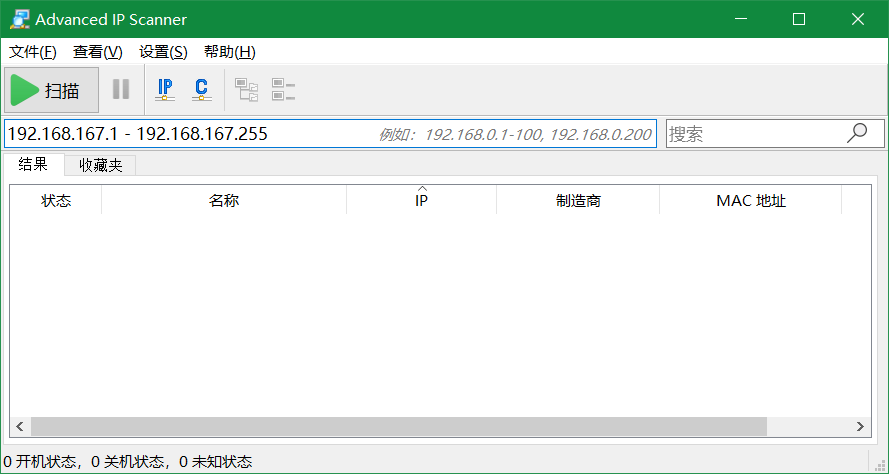 Advanced IP Scanner
文件(F) 查看(V) 设置(S) 帮助(H)
扫描 IP C
192.168.167.1 - 192.168.167.255 例如：192.168.0.1-100, 192.168.0.200 搜索
结果 收藏夹
状态 名称 IP 制造商 MAC 地址
0 开机状态，0 关机状态，0 未知状态